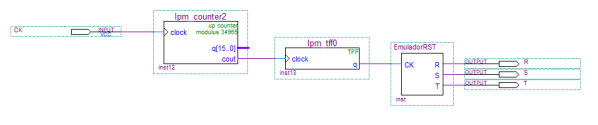 CK
INPUT
VCC
lpm_counter2
up counter
modulus 34965
clock
q[15..0]
cout
inst12
lpm_tff0
TFF
clock
q
inst13
EmuladorRST
CK
R
S
T
inst
OUTPUT
R
OUTPUT
S
OUTPUT
T